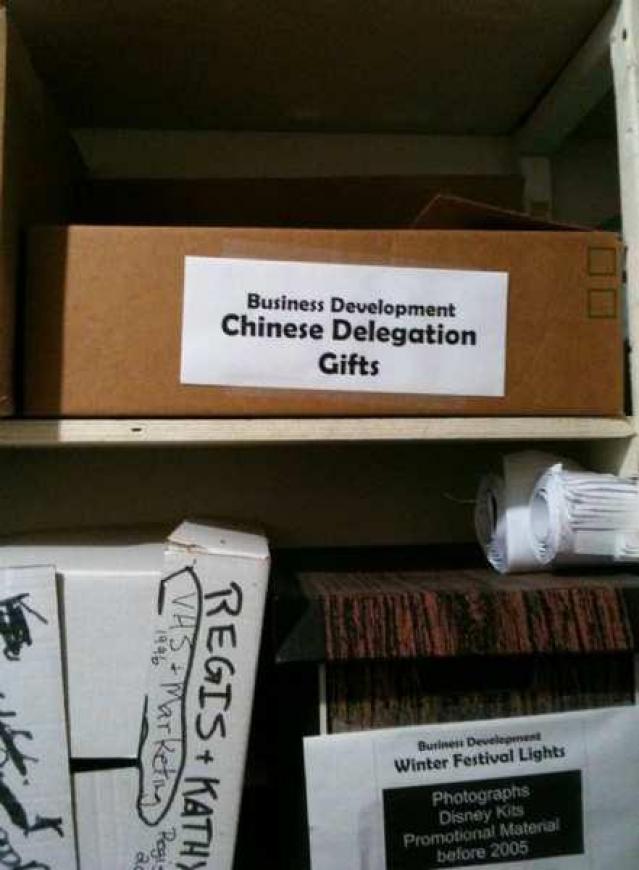 Business Development
Chinese Delegation
Gifts
REGIS + KATHY
VHS + Marketing
1996
Business Development
Winter Festival Lights
Photographs
Disney Kits
Promotional Material
before 2005